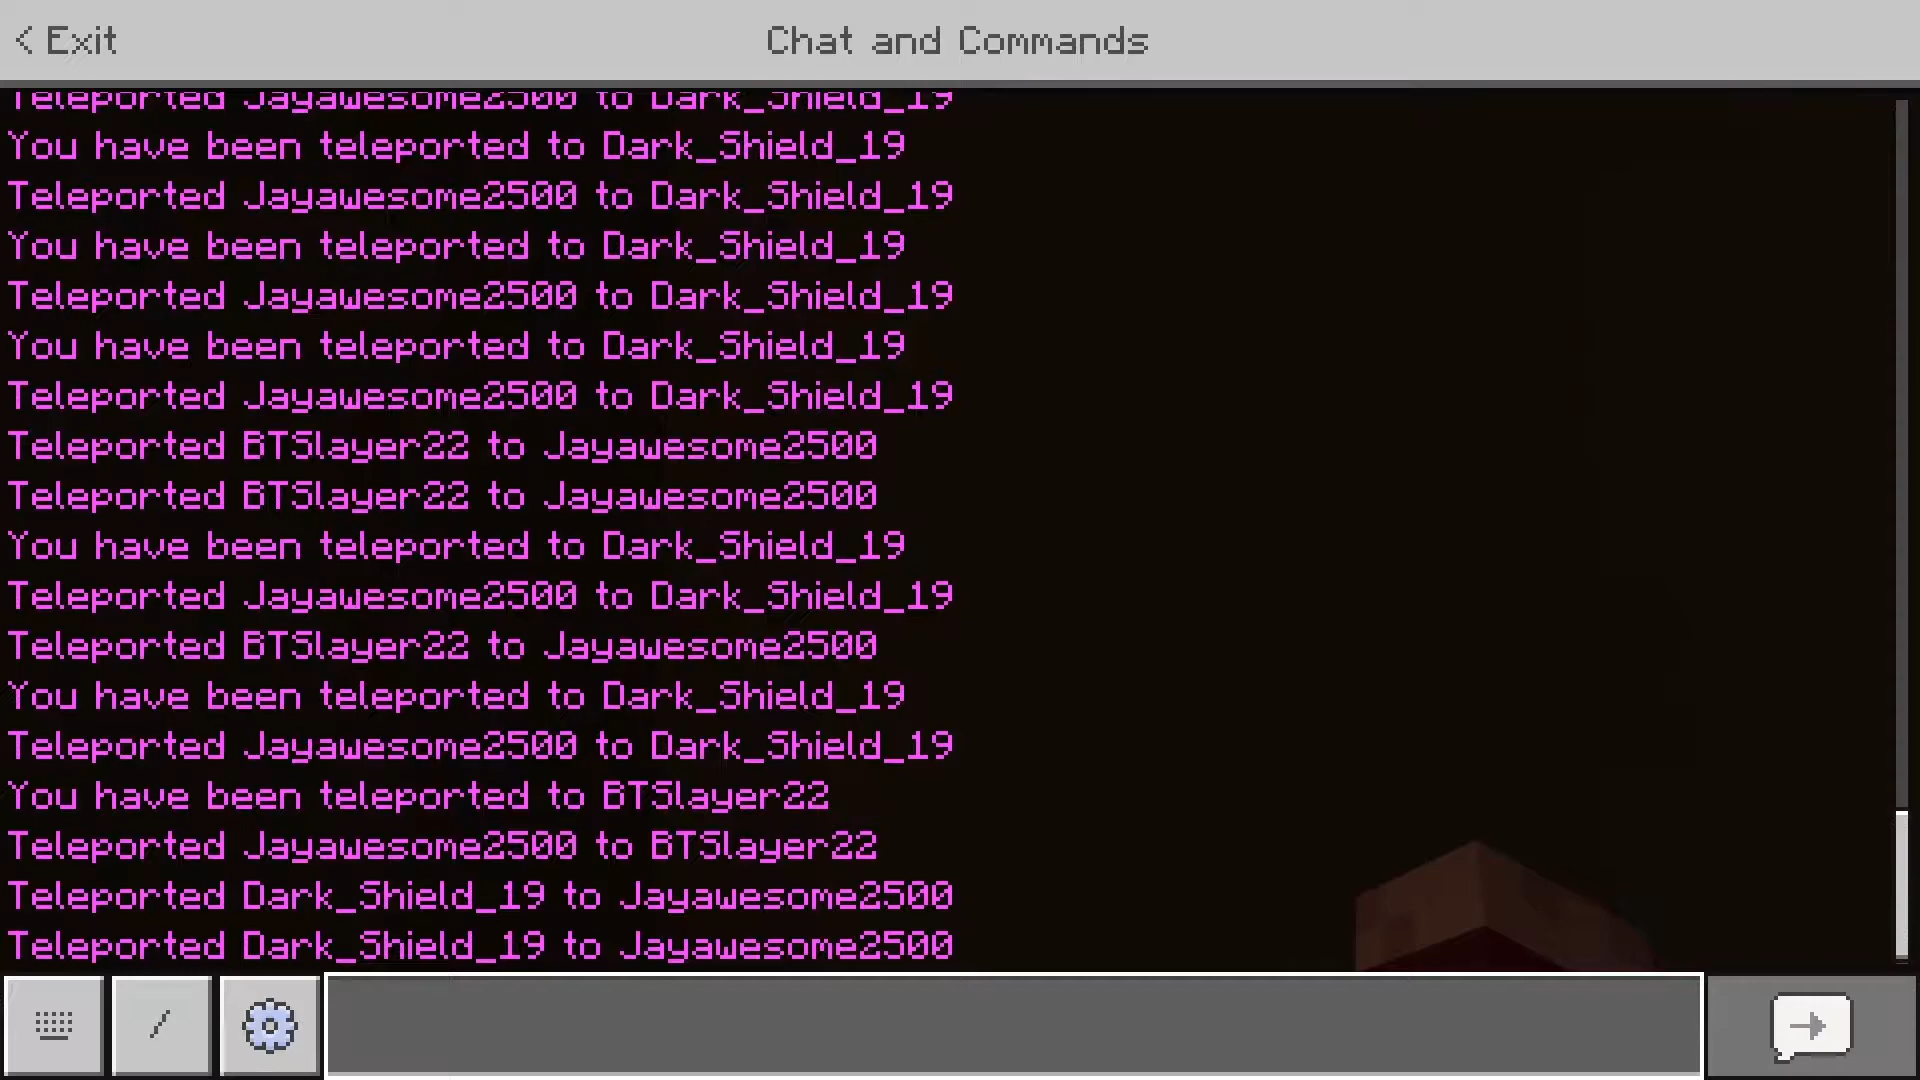 < Exit
Chat and Commands
Teleported Jayawesome2500 to Dark_Shield_19
You have been teleported to Dark_Shield_19
Teleported Jayawesome2500 to Dark_Shield_19
You have been teleported to Dark_Shield_19
Teleported Jayawesome2500 to Dark_Shield_19
You have been teleported to Dark_Shield_19
Teleported Jayawesome2500 to Dark_Shield_19
Teleported BTSlayer22 to Jayawesome2500
Teleported BTSlayer22 to Jayawesome2500
You have been teleported to Dark_Shield_19
Teleported Jayawesome2500 to Dark_Shield_19
Teleported BTSlayer22 to Jayawesome2500
You have been teleported to Dark_Shield_19
Teleported Jayawesome2500 to Dark_Shield_19
You have been teleported to BTSlayer22
Teleported Jayawesome2500 to BTSlayer22
Teleported Dark_Shield_19 to Jayawesome2500
Teleported Dark_Shield_19 to Jayawesome2500
/